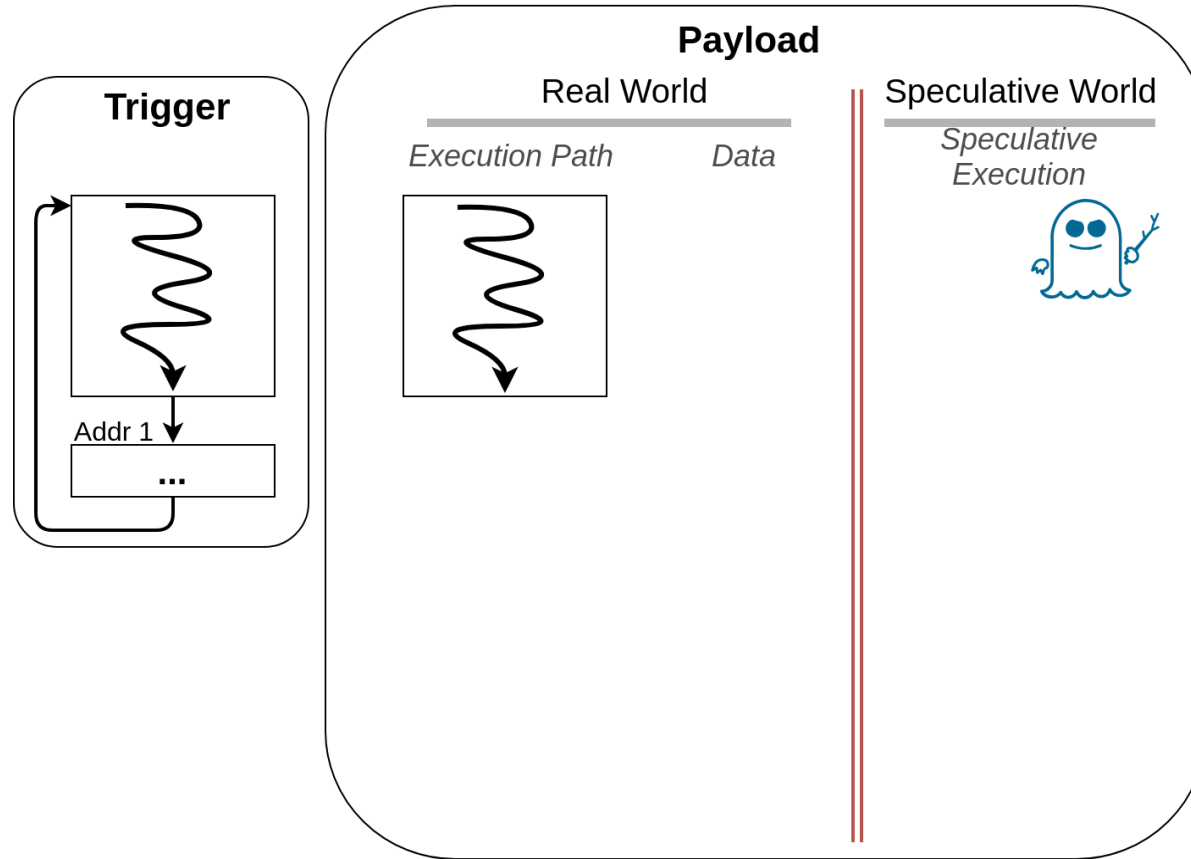 Payload
Trigger
Real World
Speculative World
Execution Path
Data
Speculative
Execution
Addr 1
...